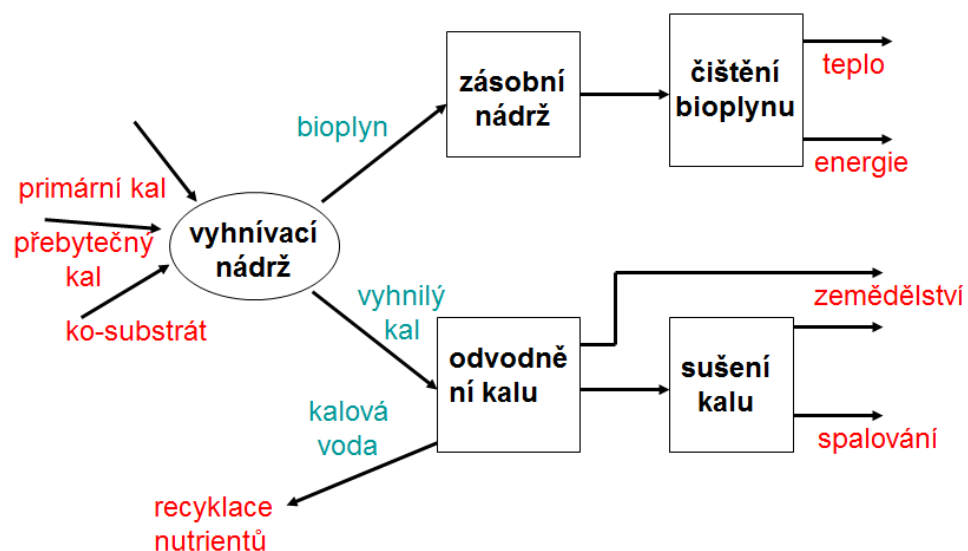 zásobní
nádrž
čištění
bioplynu
teplo
energie
bioplyn
primární kal
přebytečný
kal
ko-substrát
vyhnívací
nádrž
vyhnilý
kal
zemědělství
odvodně
ní kalu
sušení
kalu
spalování
kalová
voda
recyklace
nutrientů